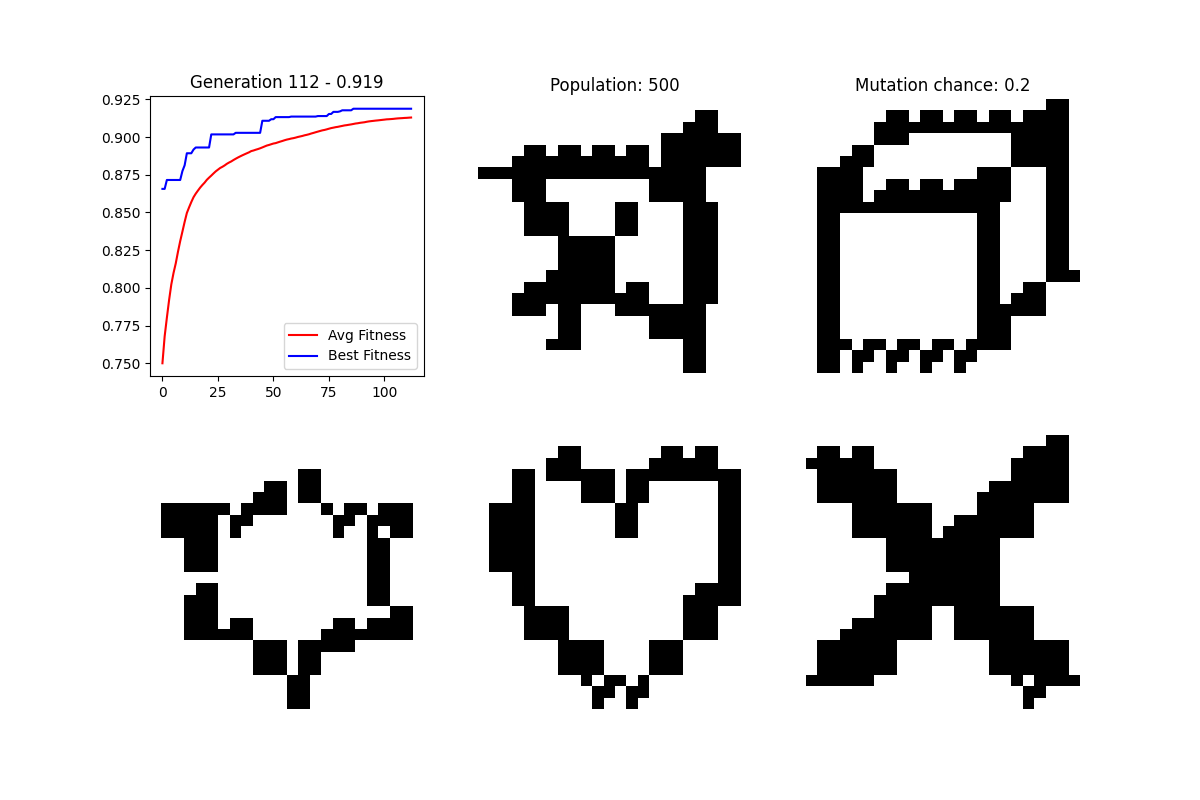 Generation 112 - 0.919
Population: 500
Mutation chance: 0.2
0.925
0.900
0.875
0.850
0.825
0.800
0.775
0.750
Avg Fitness
Best Fitness
0 25 50 75 100